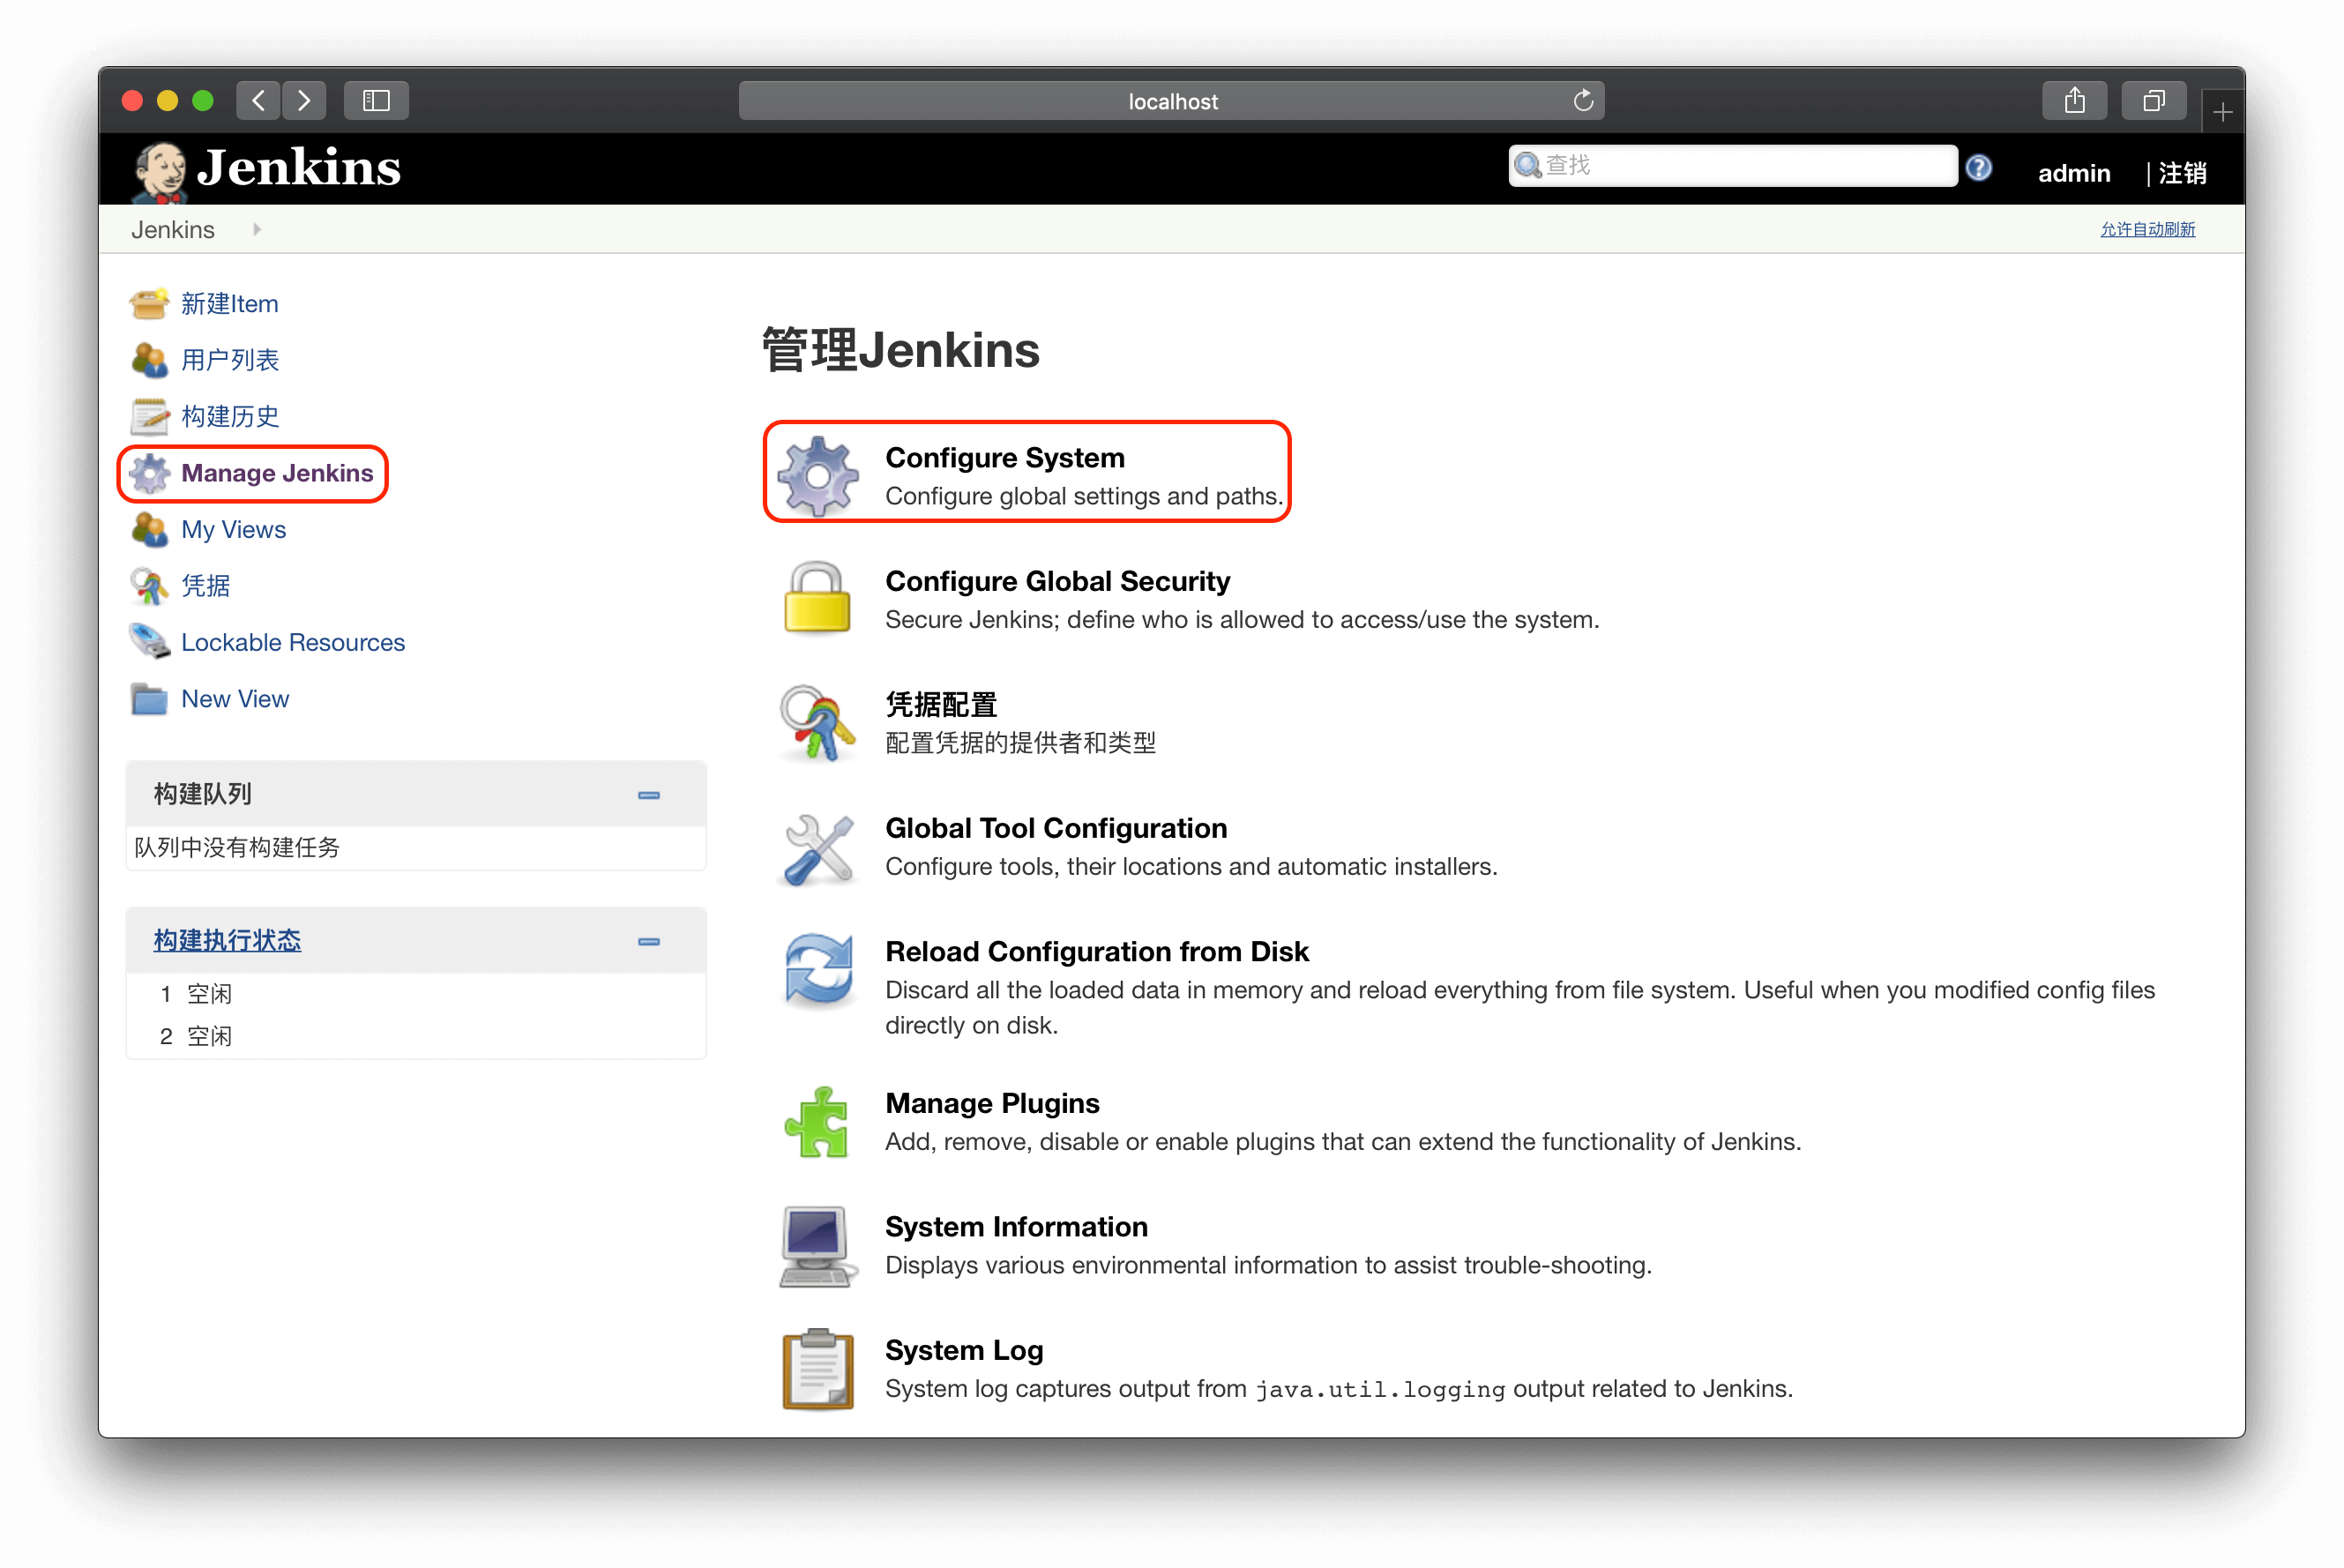 localhost
Jenkins
查找
admin
| 注销
Jenkins
允许自动刷新
新建Item
用户列表
构建历史
Manage Jenkins
My Views
凭据
Lockable Resources
New View
构建队列
队列中没有构建任务
构建执行状态
1 空闲
2 空闲
管理Jenkins
Configure System
Configure global settings and paths.
Configure Global Security
Secure Jenkins; define who is allowed to access/use the system.
凭据配置
配置凭据的提供者和类型
Global Tool Configuration
Configure tools, their locations and automatic installers.
Reload Configuration from Disk
Discard all the loaded data in memory and reload everything from file system. Useful when you modified config files
directly on disk.
Manage Plugins
Add, remove, disable or enable plugins that can extend the functionality of Jenkins.
System Information
Displays various environmental information to assist trouble-shooting.
System Log
System log captures output from java.util.logging output related to Jenkins.